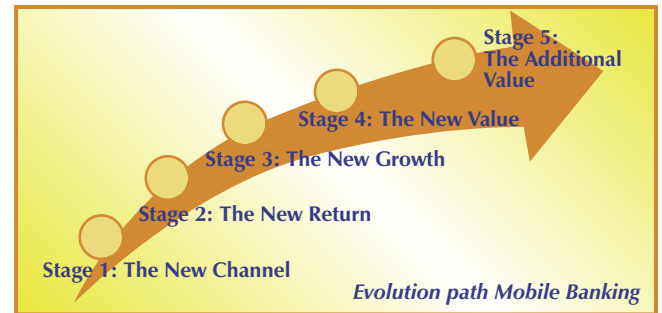 Stage 5:
The Additional
Value
Stage 4: The New Value
Stage 3: The New Growth
Stage 2: The New Return
Stage 1: The New Channel
Evolution path Mobile Banking